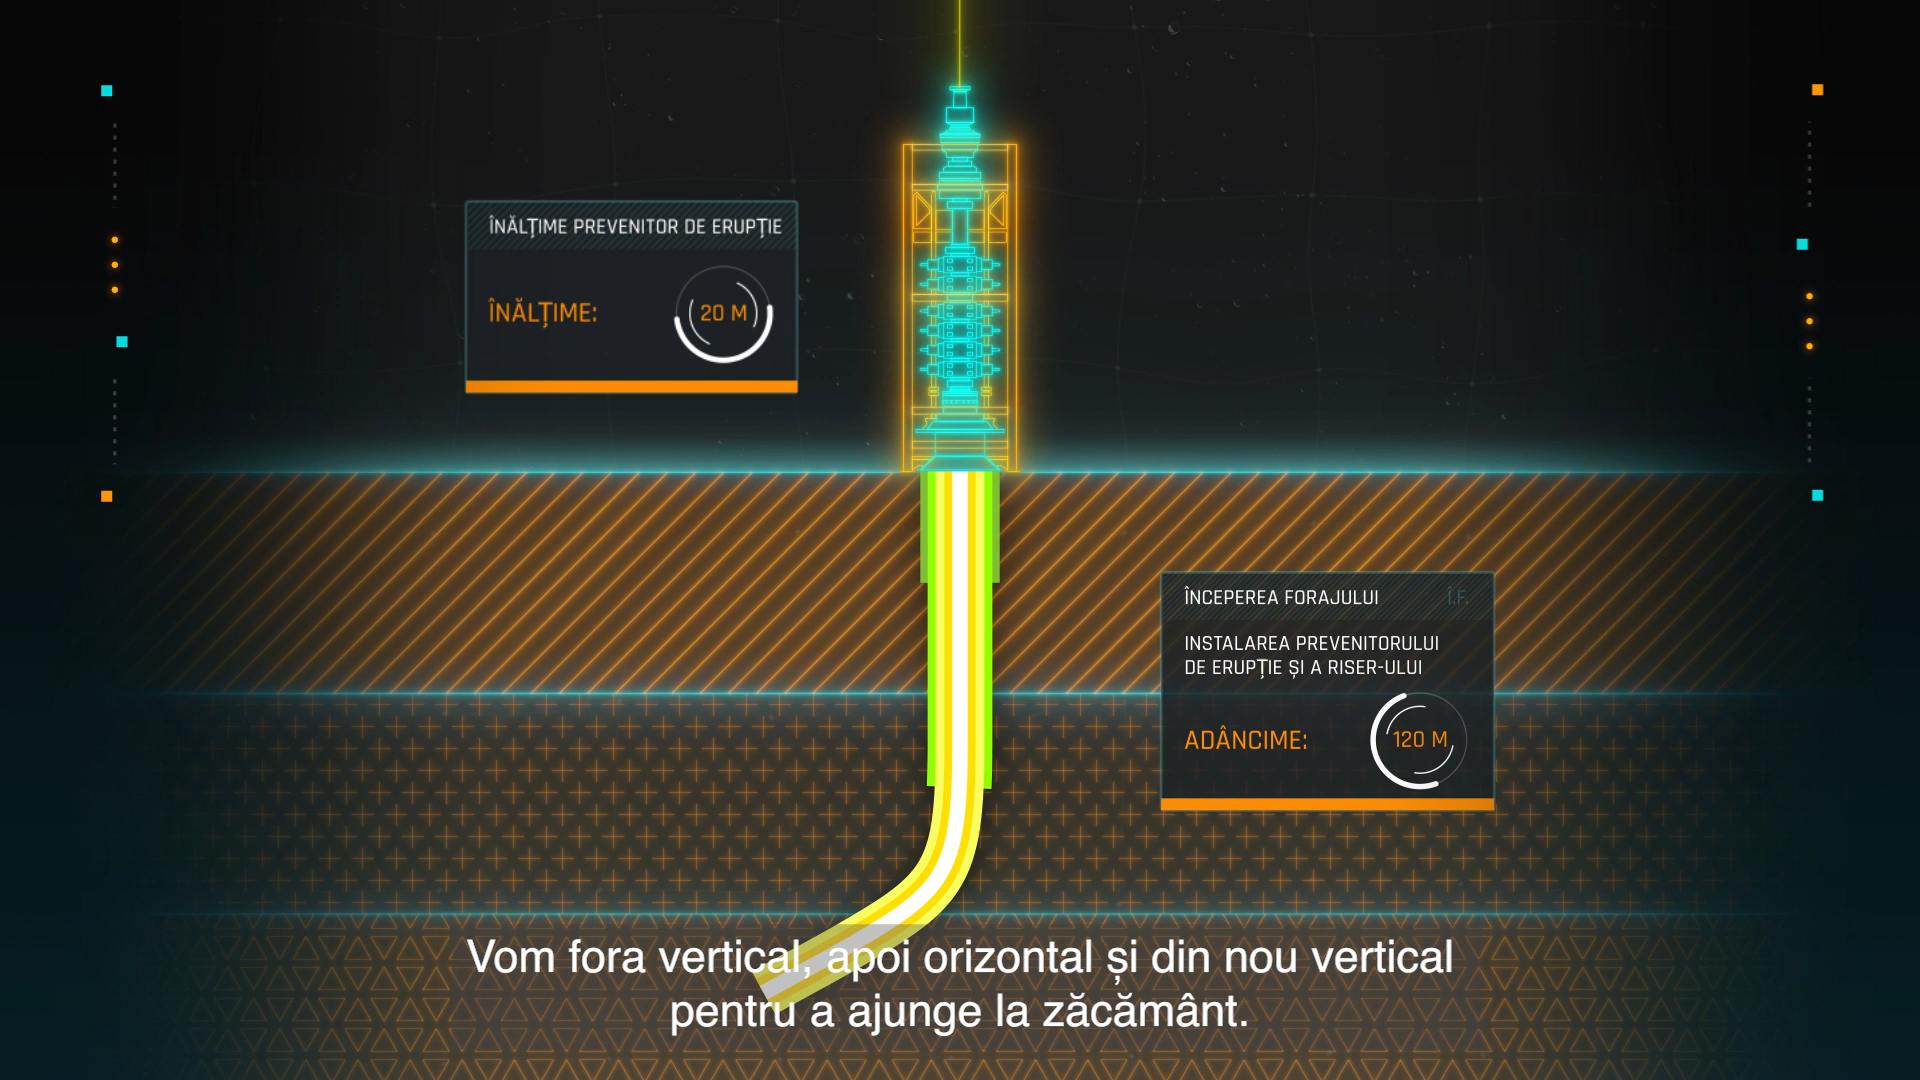 ÎNĂLȚIME PREVENITOR DE ERUPȚIE
ÎNĂLȚIME:
20 M
ÎNCEPEREA FORAJULUI
Î.F.
INSTALAREA PREVENITORULUI
DE ERUPȚIE ȘI A RISER-ULUI
ADÂNCIME:
120 M
Vom fora vertical, apoi orizontal și din nou vertical
pentru a ajunge la zăcământ.